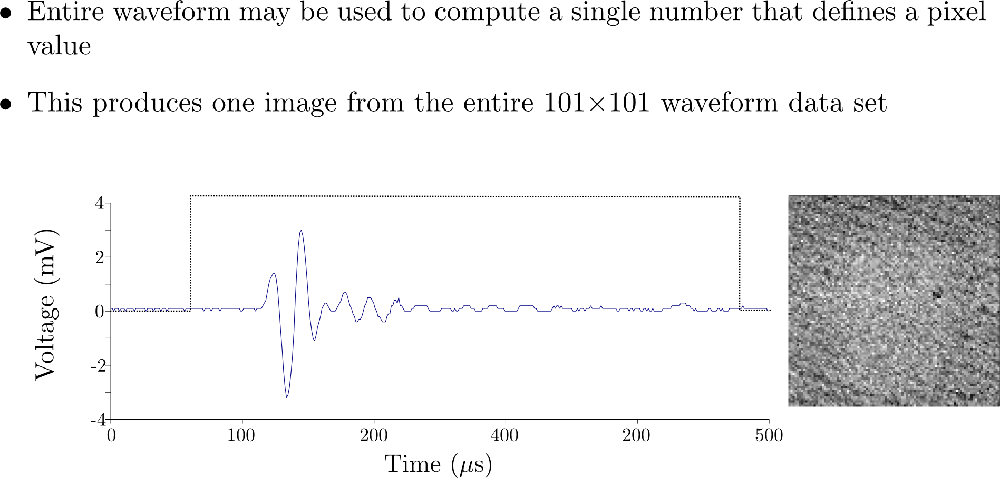 • Entire waveform may be used to compute a single number that defines a pixel
value
• This produces one image from the entire 101×101 waveform data set
4
2
0
-2
-4
Voltage (mV)
0 100 200 400 200 500
Time (μs)